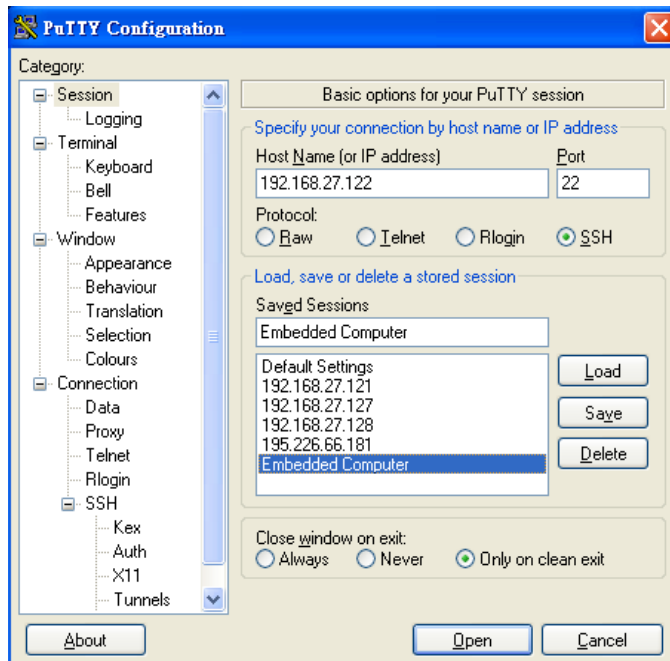 PuTTY Configuration
Category:
Session
Logging
Terminal
Keyboard
Bell
Features
Window
Appearance
Behaviour
Translation
Selection
Colours
Connection
Data
Proxy
Telnet
Rlogin
SSH
Kex
Auth
X11
Tunnels
Basic options for your PuTTY session
Specify your connection by host name or IP address
Host Name (or IP address) Port
192.168.27.122 22
Protocol:
Raw Telnet Rlogin SSH
Load, save or delete a stored session
Saved Sessions
Embedded Computer
Default Settings
192.168.27.121
192.168.27.127
192.168.27.128
195.226.66.181
Embedded Computer
Load
Save
Delete
Close window on exit:
Always Never Only on clean exit
About Open Cancel